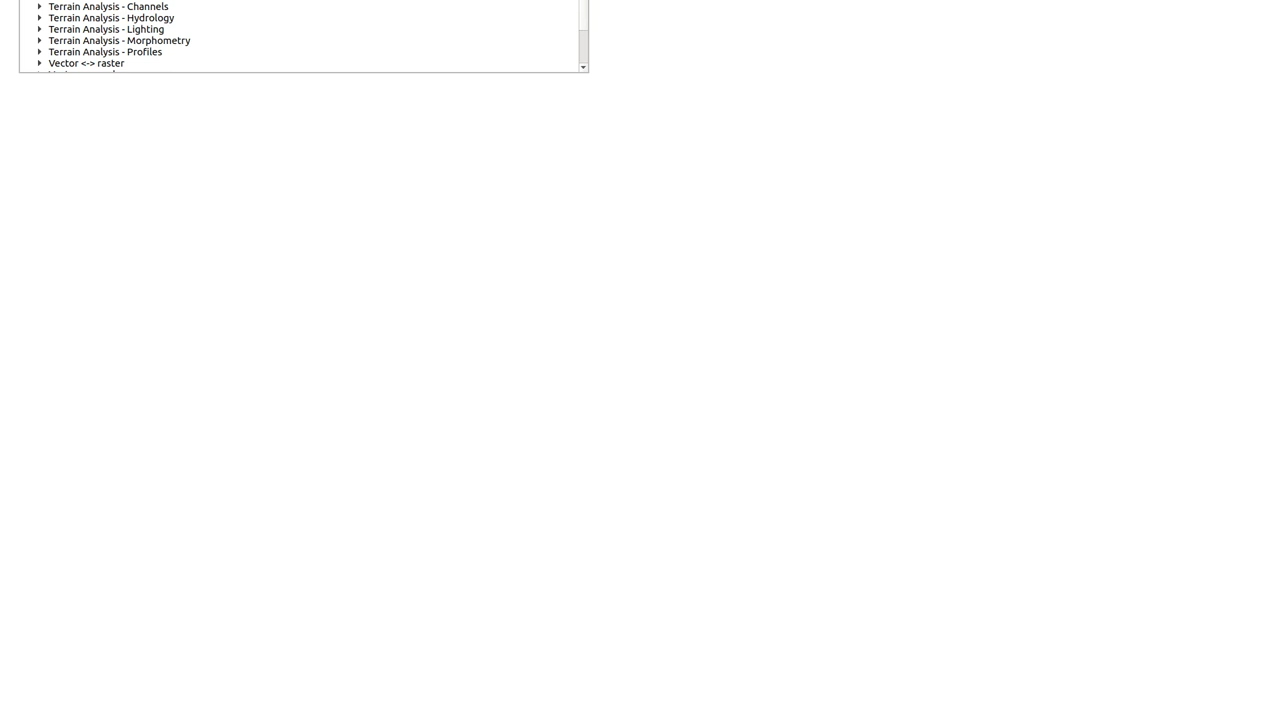 Terrain Analysis - Channels
Terrain Analysis - Hydrology
Terrain Analysis - Lighting
Terrain Analysis - Morphometry
Terrain Analysis - Profiles
Vector <-> raster